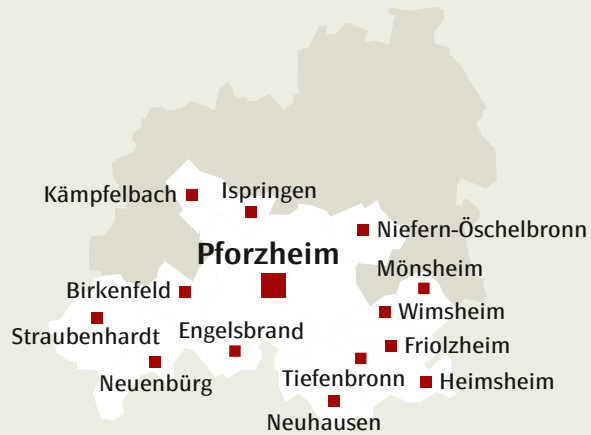 Kämpfelbach
Ispringen
Niefern-Öschelbronn
Pforzheim
Mönsheim
Birkenfeld
Wimsheim
Straubenhardt
Engelsbrand
Friolzheim
Neuenbürg
Tiefenbronn
Heimsheim
Neuhausen